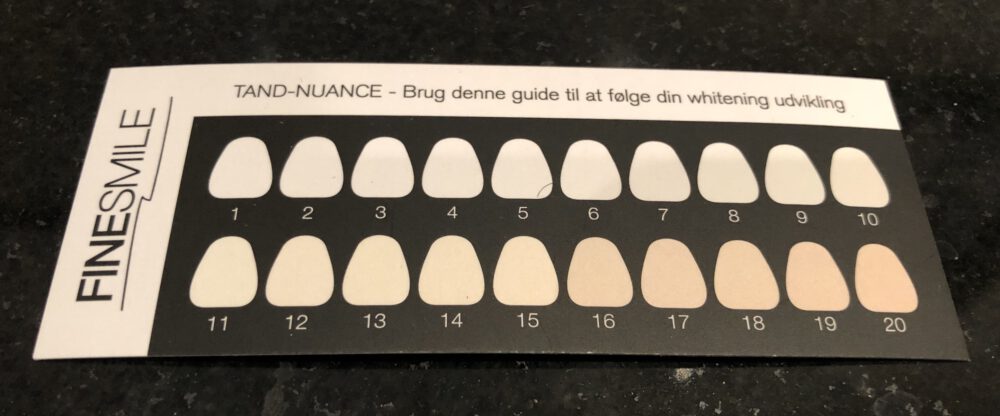 FINESMILE
TAND-NUANCE - Brug denne guide til at følge din whitening udvikling
1 2 3 4 5 6 7 8 9 10
11 12 13 14 15 16 17 18 19 20